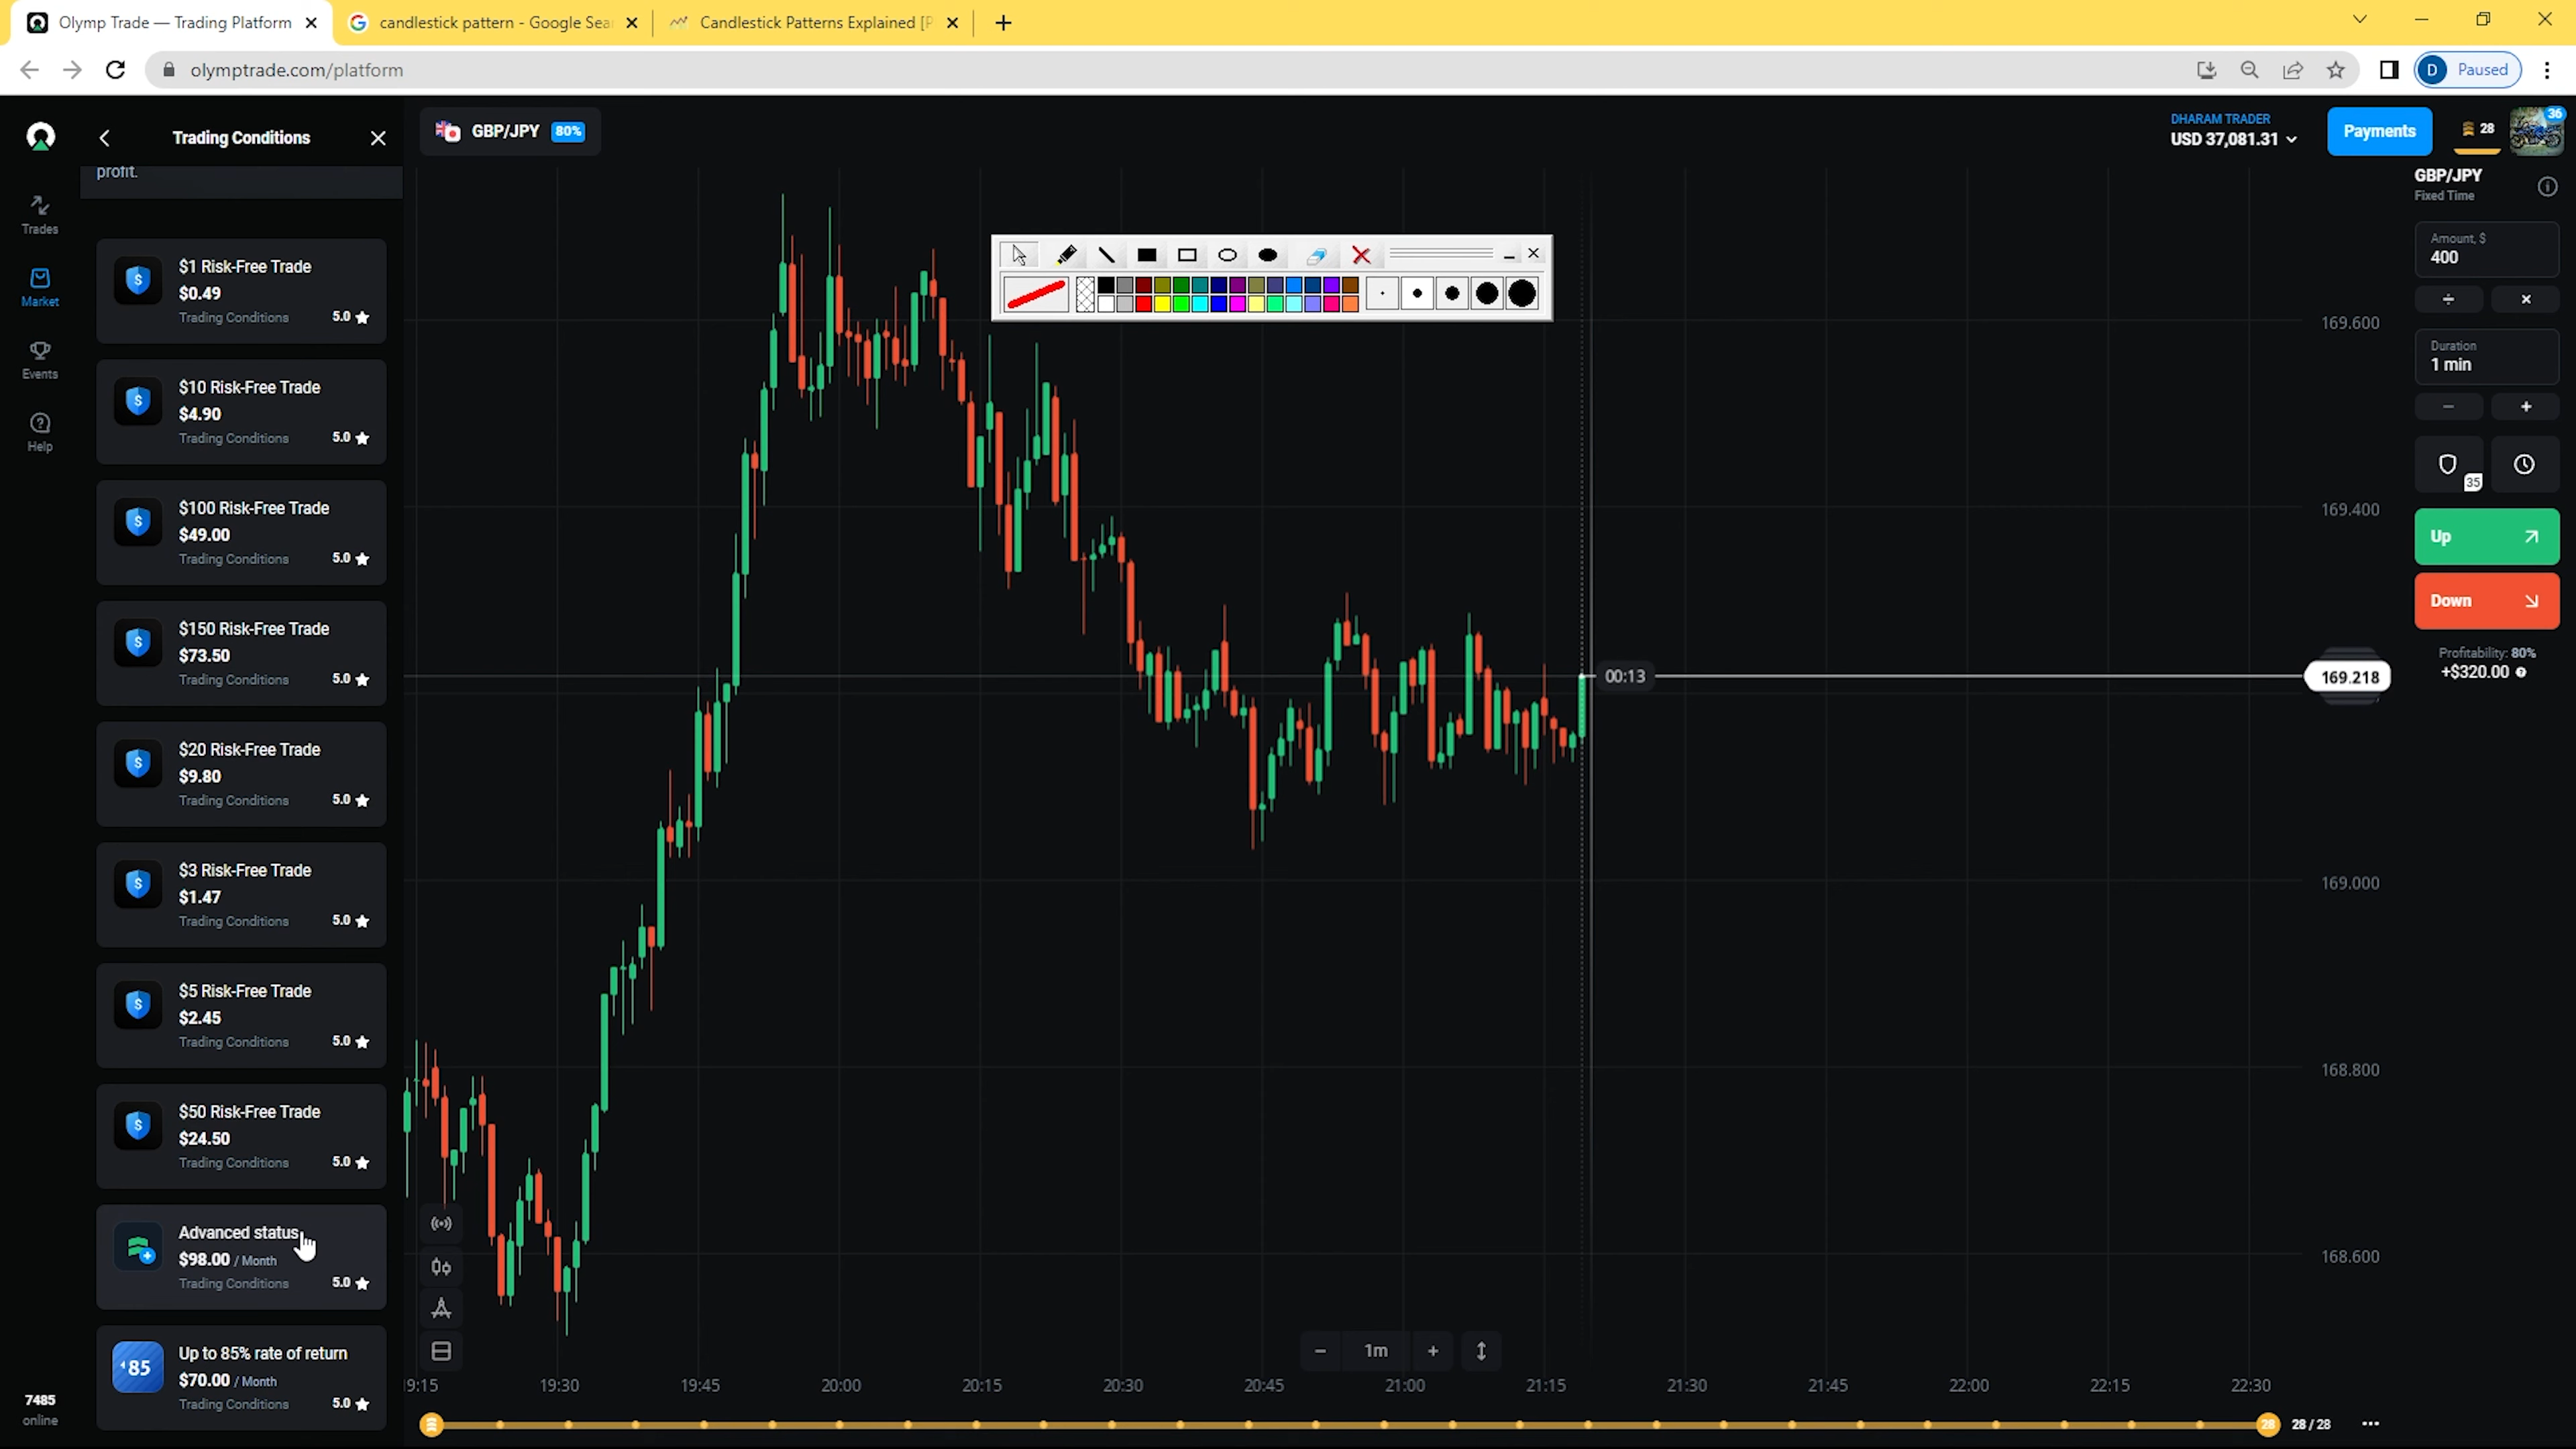 Olymp Trade — Trading Platform
candlestick pattern - Google Sea
Candlestick Patterns Explained [P
olymptrade.com/platform
D Paused
Trading Conditions
GBP/JPY 80%
DHARAM TRADER
USD 37,081.31
Payments
28
36
profit.
Trades
Market
Events
Help
$1 Risk-Free Trade
$0.49
Trading Conditions 5.0
$10 Risk-Free Trade
$4.90
Trading Conditions 5.0
$100 Risk-Free Trade
$49.00
Trading Conditions 5.0
$150 Risk-Free Trade
$73.50
Trading Conditions 5.0
$20 Risk-Free Trade
$9.80
Trading Conditions 5.0
$3 Risk-Free Trade
$1.47
Trading Conditions 5.0
$5 Risk-Free Trade
$2.45
Trading Conditions 5.0
$50 Risk-Free Trade
$24.50
Trading Conditions 5.0
Advanced status
$98.00 / Month
Trading Conditions 5.0
85
Up to 85% rate of return
$70.00 / Month
Trading Conditions 5.0
7485
online
00:13
169.600
169.400
169.218
169.000
168.800
168.600
1m
19:15 19:30 19:45 20:00 20:15 20:30 20:45 21:00 21:15 21:30 21:45 22:00 22:15 22:30
28 28 / 28
GBP/JPY
Fixed Time
Amount, $
400
÷ ×
Duration
1 min
− +
35
Up
Down
Profitability: 80%
+$320.00